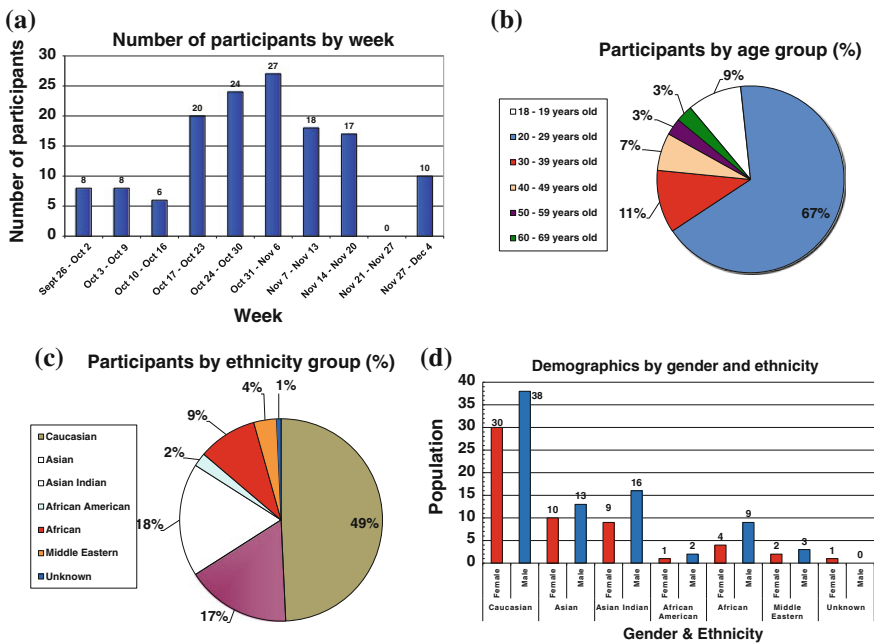 (a)
Number of participants by week
Number of participants
30
25
20
15
10
5
0
8
8
6
20
24
27
18
17
0
10
Sept 26 - Oct 2
Oct 3 - Oct 9
Oct 10 - Oct 16
Oct 17 - Oct 23
Oct 24 - Oct 30
Oct 31 - Nov 6
Nov 7 - Nov 13
Nov 14 - Nov 20
Nov 21 - Nov 27
Nov 27 - Dec 4
Week
(b)
Participants by age group (%)
18 - 19 years old
20 - 29 years old
30 - 39 years old
40 - 49 years old
50 - 59 years old
60 - 69 years old
9%
3%
3%
7%
11%
67%
(c)
Participants by ethnicity group (%)
Caucasian
Asian
Asian Indian
African American
African
Middle Eastern
Unknown
1%
4%
9%
2%
18%
17%
49%
(d)
Demographics by gender and ethnicity
Population
40
35
30
25
20
15
10
5
0
30
38
10
13
9
16
1
2
4
9
2
3
1
0
Female
Male
Female
Male
Female
Male
Female
Male
Female
Male
Female
Male
Female
Male
Caucasian
Asian
Asian Indian
African
American
African
Middle
Eastern
Unknown
Gender & Ethnicity